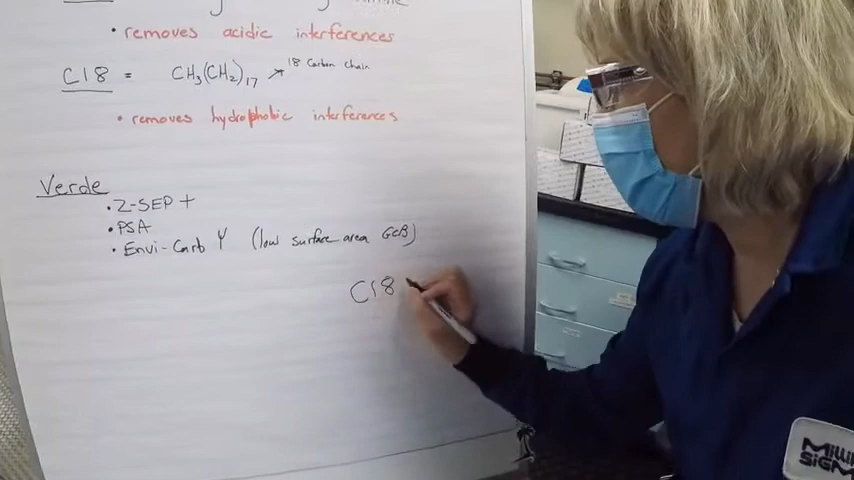 • removes acidic interferences
C18 = CH₃(CH₂)₁₇ → 18 Carbon Chain
• removes hydrophobic interferences
Verde
• Z-SEP +
• PSA
• Envi-Carb Y (low surface area GCB)
C18